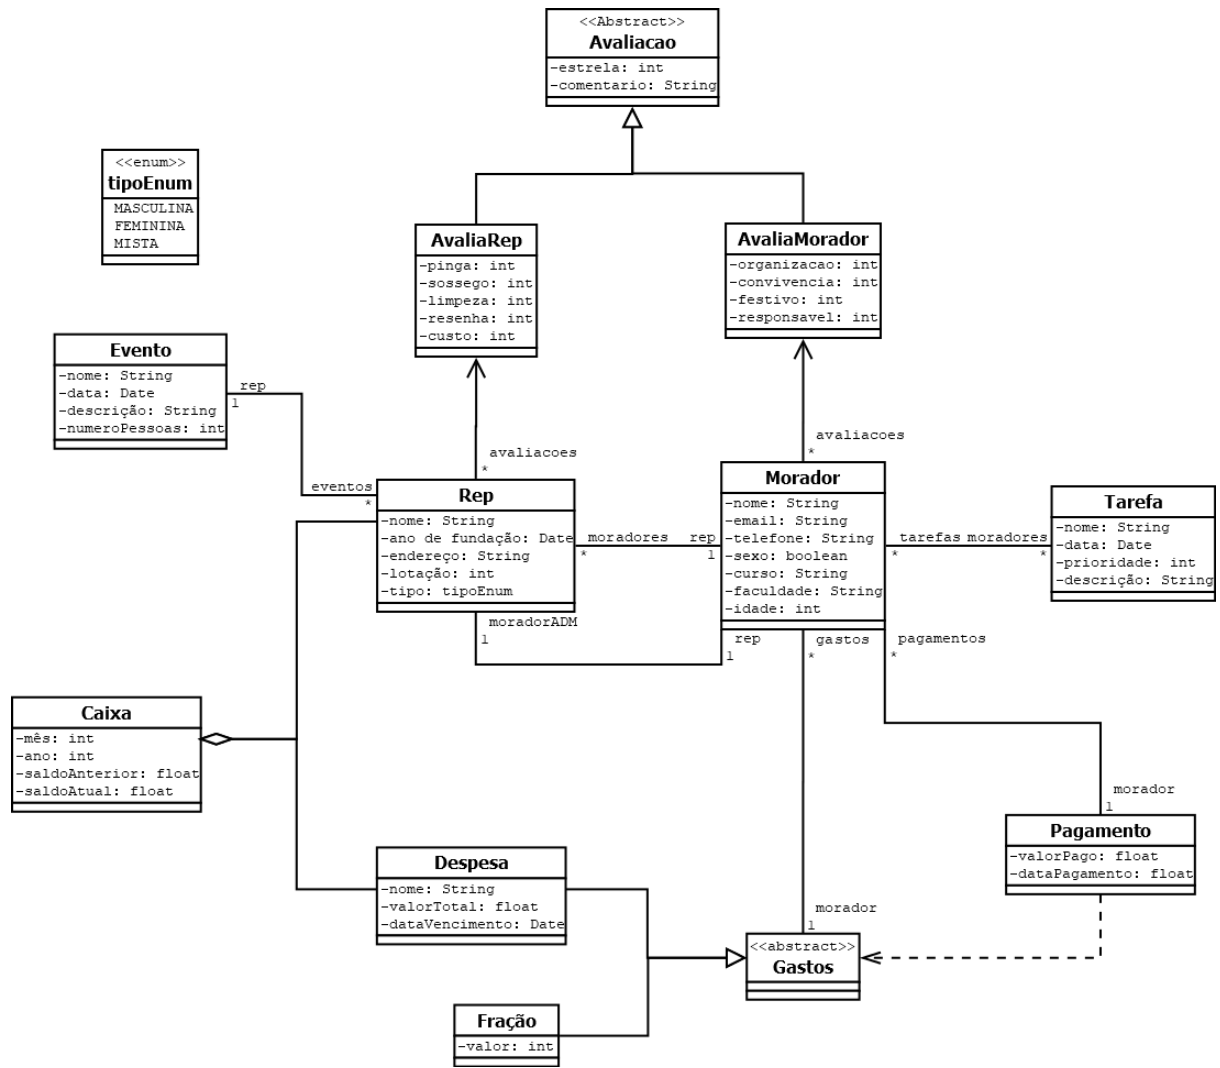 <<Abstract>>
Avaliacao
-estrela: int
-comentario: String
<<enum>>
tipoEnum
MASCULINA
FEMININA
MISTA
AvaliaRep
-pinga: int
-sossego: int
-limpeza: int
-resenha: int
-custo: int
AvaliaMorador
-organizacao: int
-convivencia: int
-festivo: int
-responsavel: int
Evento
-nome: String
-data: Date
-descrição: String
-numeroPessoas: int
rep
1
eventos
*
avaliacoes
*
avaliacoes
*
Rep
-nome: String
-ano de fundação: Date
-endereço: String
-lotação: int
-tipo: tipoEnum
moradores
*
rep
1
Morador
-nome: String
-email: String
-telefone: String
-sexo: boolean
-curso: String
-faculdade: String
-idade: int
tarefas
*
moradores
*
Tarefa
-nome: String
-data: Date
-prioridade: int
-descrição: String
moradorADM
1
rep
1
gastos
*
pagamentos
*
Caixa
-mês: int
-ano: int
-saldoAnterior: float
-saldoAtual: float
morador
1
Pagamento
-valorPago: float
-dataPagamento: float
Despesa
-nome: String
-valorTotal: float
-dataVencimento: Date
morador
1
<<abstract>>
Gastos
Fração
-valor: int